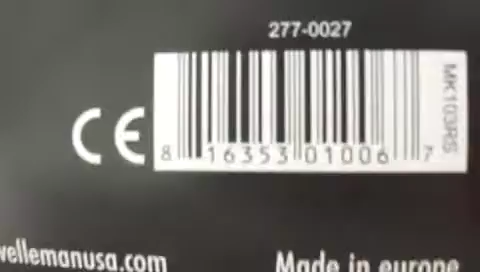 277-0027
CE
8 16353 01006 7
MK103RS
vellemanusa.com
Made in europe